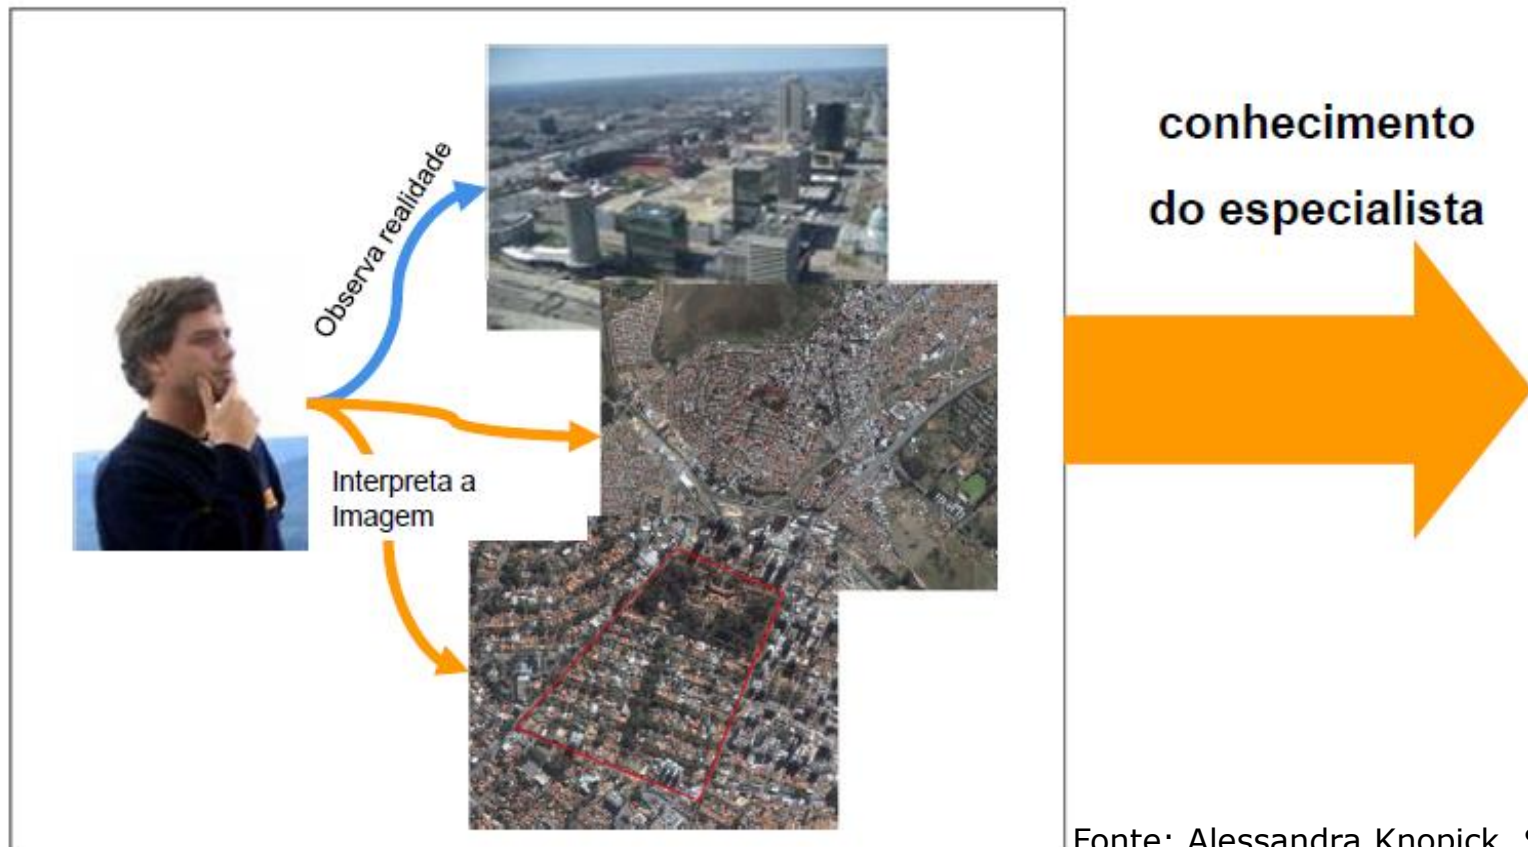 conhecimento
do especialista
Observa realidade
Interpreta a
Imagem
Fonte: Alessandra Knopick